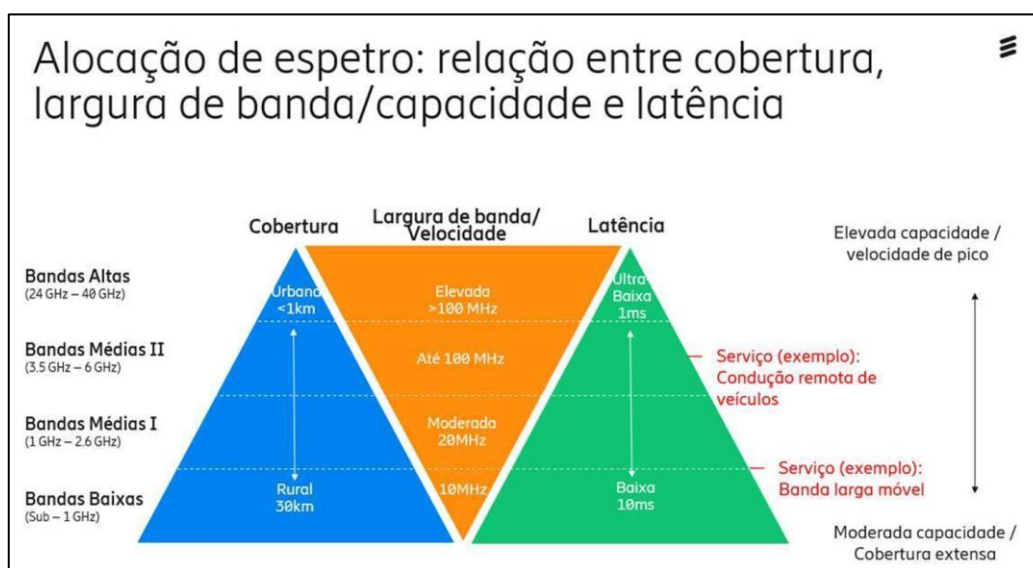 Alocação de espetro: relação entre cobertura,
largura de banda/capacidade e latência
Cobertura
Largura de banda/
Velocidade
Latência
Elevada capacidade /
velocidade de pico
Bandas Altas
(24 GHz – 40 GHz)
Urbano
<1km
Elevada
>100 MHz
Ultra-
Baixa
1ms
Bandas Médias II
(3.5 GHz – 6 GHz)
Até 100 MHz
Serviço (exemplo):
Condução remota de
veículos
Bandas Médias I
(1 GHz – 2.6 GHz)
Moderada
20MHz
Bandas Baixas
(Sub – 1 GHz)
Rural
30km
10MHz
Baixa
10ms
Serviço (exemplo):
Banda larga móvel
Moderada capacidade /
Cobertura extensa